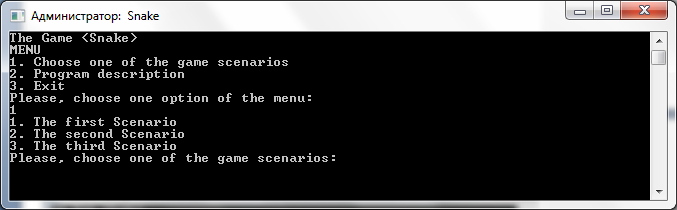 Администратор: Snake
The Game <Snake>
MENU
1. Choose one of the game scenarios
2. Program description
3. Exit
Please, choose one option of the menu:
1
1. The first Scenario
2. The second Scenario
3. The third Scenario
Please, choose one of the game scenarios: